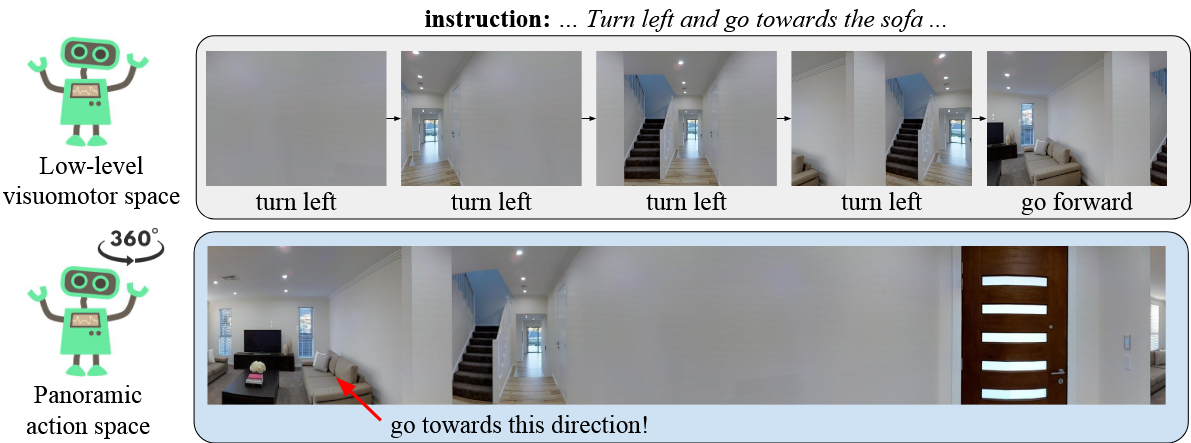 instruction: ... Turn left and go towards the sofa ...
Low-level
visuomotor space
turn left
turn left
turn left
turn left
go forward
360°
Panoramic
action space
go towards this direction!